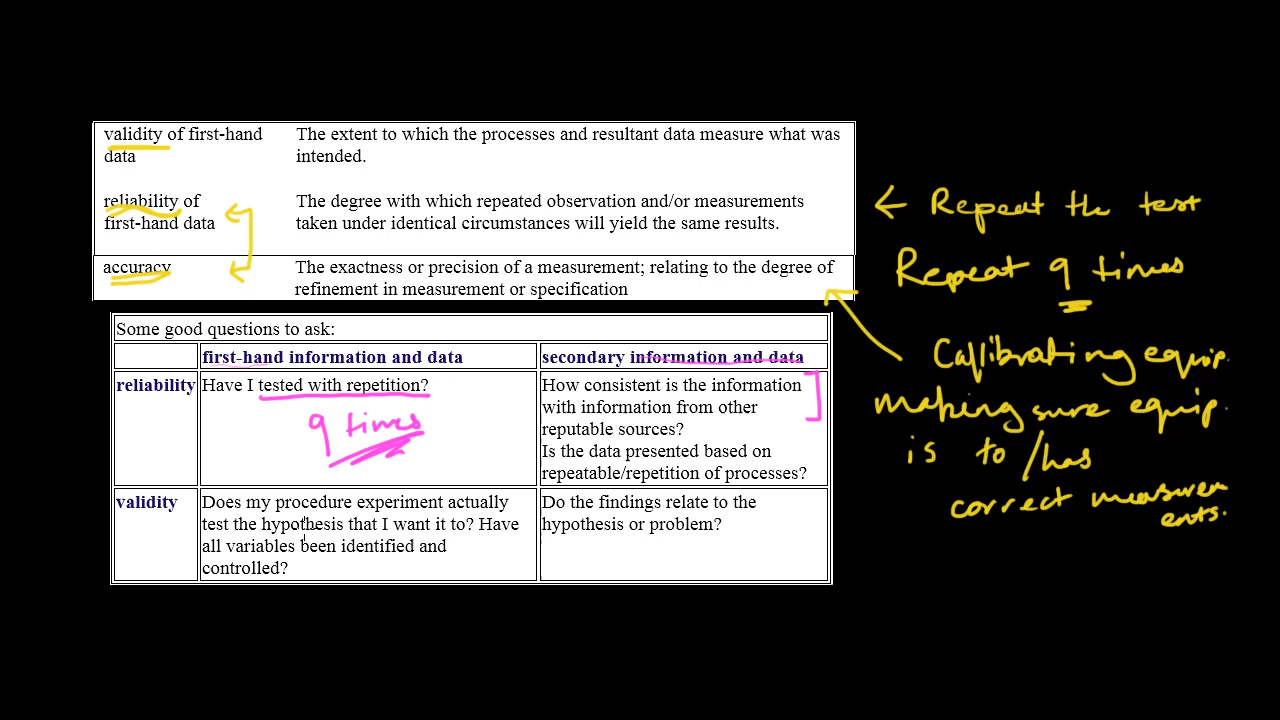 validity of first-hand
data
The extent to which the processes and resultant data measure what was
intended.
reliability of
first-hand data
The degree with which repeated observation and/or measurements
taken under identical circumstances will yield the same results.
accuracy
The exactness or precision of a measurement; relating to the degree of
refinement in measurement or specification
← Repeat the test
Repeat 9 times
Callibrating equip.
making sure equip.
is to /has
correct measurem
ents.
Some good questions to ask:
first-hand information and data
secondary information and data
reliability
Have I tested with repetition?
9 times
How consistent is the information
with information from other
reputable sources?
Is the data presented based on
repeatable/repetition of processes?
validity
Does my procedure experiment actually
test the hypothesis that I want it to? Have
all variables been identified and
controlled?
Do the findings relate to the
hypothesis or problem?